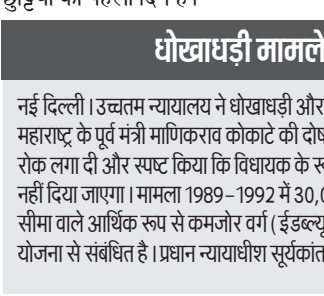 छुट्टियों का पहला दिन है।
धोखाधड़ी मामले
नई दिल्ली । उच्चतम न्यायालय ने धोखाधड़ी और
महाराष्ट्र के पूर्व मंत्री माणिकराव कोकाटे की दोष
रोक लगा दी और स्पष्ट किया कि विधायक के रू
नहीं दिया जाएगा । मामला 1989-1992 में 30,0
सीमा वाले आर्थिक रूप से कमजोर वर्ग ( ईडब्ल्यू
योजना से संबंधित है । प्रधान न्यायाधीश सूर्यकांत